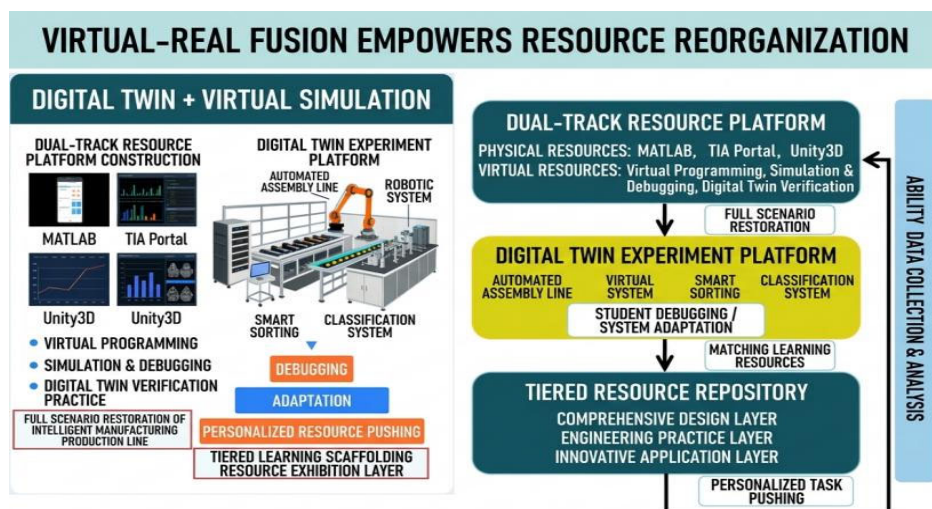 VIRTUAL-REAL FUSION EMPOWERS RESOURCE REORGANIZATION
DIGITAL TWIN + VIRTUAL SIMULATION
DUAL-TRACK RESOURCE
PLATFORM CONSTRUCTION
MATLAB
TIA Portal
Unity3D
Unity3D
VIRTUAL PROGRAMMING
SIMULATION & DEBUGGING
DIGITAL TWIN VERIFICATION
PRACTICE
FULL SCENARIO RESTORATION OF
INTELLIGENT MANUFACTURING
PRODUCTION LINE
DIGITAL TWIN EXPERIMENT
PLATFORM
AUTOMATED
ASSEMBLY LINE
ROBOTIC
SYSTEM
SMART
SORTING
CLASSIFICATION
SYSTEM
DEBUGGING
ADAPTATION
PERSONALIZED RESOURCE PUSHING
TIERED LEARNING SCAFFOLDING
RESOURCE EXHIBITION LAYER
DUAL-TRACK RESOURCE PLATFORM
PHYSICAL RESOURCES: MATLAB, TIA Portal, Unity3D
VIRTUAL RESOURCES: Virtual Programming, Simulation &
Debugging, Digital Twin Verification
FULL SCENARIO
RESTORATION
DIGITAL TWIN EXPERIMENT PLATFORM
AUTOMATED
ASSEMBLY LINE
VIRTUAL
SYSTEM
SMART
SORTING
CLASSIFICATION
SYSTEM
STUDENT DEBUGGING /
SYSTEM ADAPTATION
MATCHING LEARNING
RESOURCES
TIERED RESOURCE REPOSITORY
COMPREHENSIVE DESIGN LAYER
ENGINEERING PRACTICE LAYER
INNOVATIVE APPLICATION LAYER
PERSONALIZED TASK
PUSHING
ABILITY DATA COLLECTION & ANALYSIS